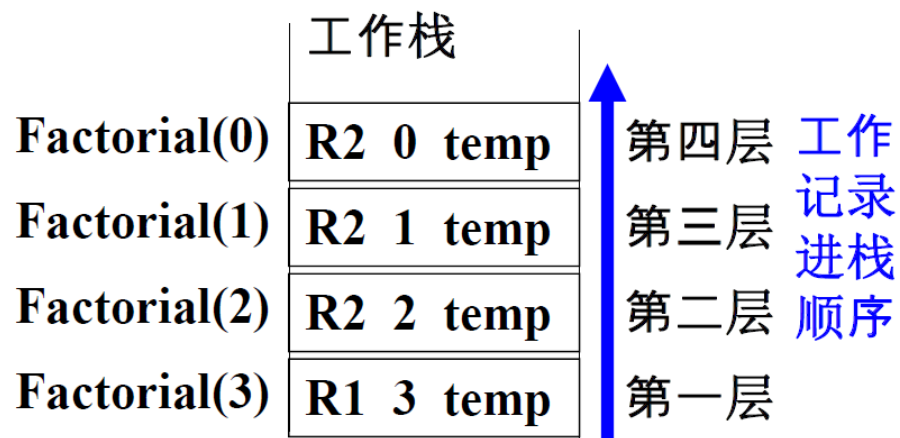 工作栈
Factorial(0) R2 0 temp 第四层
Factorial(1) R2 1 temp 第三层
Factorial(2) R2 2 temp 第二层
Factorial(3) R1 3 temp 第一层
工作
记录
进栈
顺序